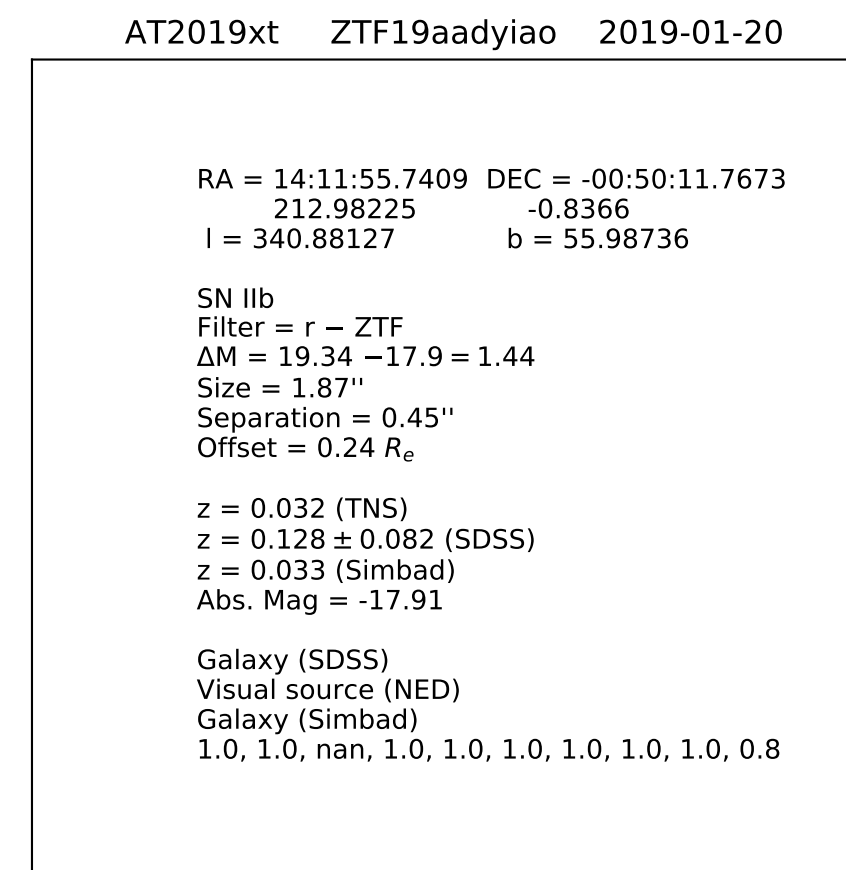 AT2019xt ZTF19aadyiao 2019-01-20
RA = 14:11:55.7409 DEC = -00:50:11.7673
212.98225 -0.8366
l = 340.88127 b = 55.98736
SN IIb
Filter = r − ZTF
ΔM = 19.34 −17.9 = 1.44
Size = 1.87''
Separation = 0.45''
Offset = 0.24 Rₑ
z = 0.032 (TNS)
z = 0.128 ± 0.082 (SDSS)
z = 0.033 (Simbad)
Abs. Mag = -17.91
Galaxy (SDSS)
Visual source (NED)
Galaxy (Simbad)
1.0, 1.0, nan, 1.0, 1.0, 1.0, 1.0, 1.0, 1.0, 0.8